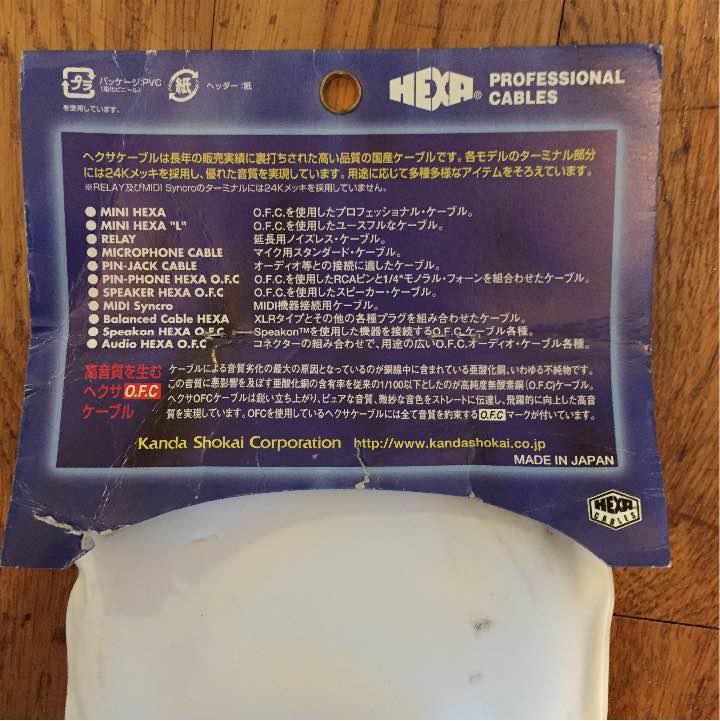 プラ パッケージ:PVC
(塩化ビニール)
を使用しています。
紙 ヘッダー:紙
HEXA® PROFESSIONAL
CABLES
ヘクサケーブルは長年の販売実績に裏打ちされた高い品質の国産ケーブルです。各モデルのターミナル部分
には24Kメッキを採用し、優れた音質を実現しています。用途に応じて多種多様なアイテムをそろえています。
※RELAY及びMIDI Syncroのターミナルには24Kメッキを採用していません。
● MINI HEXA O.F.C.を使用したプロフェッショナル・ケーブル。
● MINI HEXA "L" O.F.C.を使用したユースフルなケーブル。
● RELAY 延長用ノイズレス・ケーブル。
● MICROPHONE CABLE マイク用スタンダード・ケーブル。
● PIN-JACK CABLE オーディオ等との接続に適したケーブル。
● PIN-PHONE HEXA O.F.C O.F.C.を使用したRCAピンと1/4"モノラル・フォーンを組合わせたケーブル。
● SPEAKER HEXA O.F.C O.F.C.を使用したスピーカー・ケーブル。
● MIDI Syncro MIDI機器接続用ケーブル。
● Balanced Cable HEXA XLRタイプとその他の各種プラグを組み合わせたケーブル。
● Speakon HEXA O.F.C Speakon™を使用した機器を接続するO.F.C.ケーブル各種。
● Audio HEXA O.F.C コネクターの組み合わせで、用途の広いO.F.C.オーディオ・ケーブル各種。
高音質を生む
ヘクサO.F.C
ケーブル
ケーブルによる音質劣化の最大の原因となっているのが銅線中に含まれている亜酸化銅、いわゆる不純物です。
この音質に悪影響を及ぼす亜酸化銅の含有率を従来の1/100以下としたのが高純度無酸素銅(O.F.C)ケーブル。
ヘクサOFCケーブルは鋭い立ち上がり、ピュアな音質、微妙な音色をストレートに伝達し、飛躍的に向上した高音
質を実現しています。OFCを使用しているヘクサケーブルには全て音質を約束するO.F.Cマークが付いています。
Kanda Shokai Corporation http://www.kandashokai.co.jp
MADE IN JAPAN
HEXA
CABLES